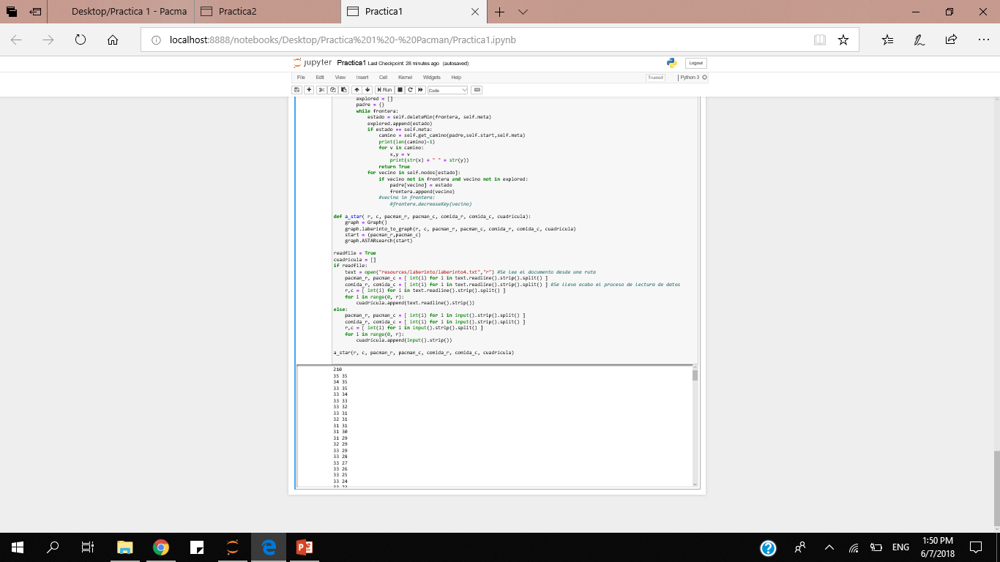 Desktop/Practica 1 - Pacma
Practica2
Practica1
localhost:8888/notebooks/Desktop/Practica%201%20-%20Pacman/Practica1.ipynb
jupyter Practica1 Last Checkpoint: 28 minutes ago (autosaved)
Logout
File Edit View Insert Cell Kernel Widgets Help
Trusted
Python 3
Run
Code
explored = []
padre = {}
while frontera:
estado = self.deleteMin(frontera, self.meta)
explored.append(estado)
if estado == self.meta:
camino = self.get_camino(padre,self.start,self.meta)
print(len(camino)-1)
for v in camino:
x,y = v
print(str(x) + " " + str(y))
return True
for vecino in self.nodos[estado]:
if vecino not in frontera and vecino not in explored:
padre[vecino] = estado
frontera.append(vecino)
#vecino in frontera:
#frontera.decreaseKey(vecino)
def a_star( r, c, pacman_r, pacman_c, comida_r, comida_c, cuadricula):
graph = Graph()
graph.laberinto_to_graph(r, c, pacman_r, pacman_c, comida_r, comida_c, cuadricula)
start = (pacman_r,pacman_c)
graph.ASTARsearch(start)
readfile = True
cuadricula = []
if readfile:
text = open("resources/laberinto/laberinto4.txt","r") #Se lee el documento desde una ruta
pacman_r, pacman_c = [ int(i) for i in text.readline().strip().split() ]
comida_r, comida_c = [ int(i) for i in text.readline().strip().split() ] #Se lleva acabo el proceso de lectura de datos
r,c = [ int(i) for i in text.readline().strip().split() ]
for i in range(0, r):
cuadricula.append(text.readline().strip())
else:
pacman_r, pacman_c = [ int(i) for i in input().strip().split() ]
comida_r, comida_c = [ int(i) for i in input().strip().split() ]
r,c = [ int(i) for i in input().strip().split() ]
for i in range(0, r):
cuadricula.append(input().strip())
a_star(r, c, pacman_r, pacman_c, comida_r, comida_c, cuadricula)
210
35 35
34 35
33 35
33 34
33 33
33 32
33 31
32 31
31 31
31 30
31 29
32 29
33 29
33 28
33 27
33 26
33 25
33 24
ENG
1:50 PM
6/7/2018